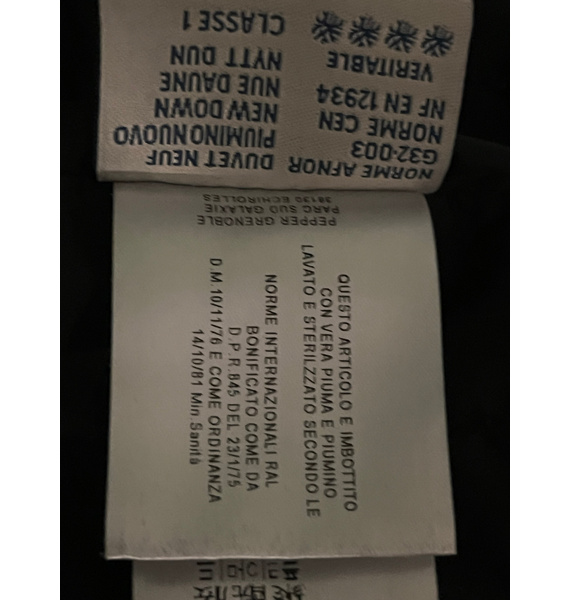 NORME AFNOR
G32-003
NORME CEN
NF EN 12934
VERITABLE
DUVET NEUF
PIUMINO NUOVO
NEW DOWN
NUE DAUNE
NYTT DUN
CLASSE 1
PEPPER GRENOBLE
PARC SUD GALAXIE
38130 ECHIROLLES
QUESTO ARTICOLO E IMBOTTITO
CON VERA PIUMA E PIUMINO
LAVATO E STERILZZATO SECONDO LE
NORME INTERNAZIONALI RAL
BONIFICATO COME DA
D.P.R.845 DEL 23/1/75
D.M.10/11/76 E COME ORDINANZA
14/10/81 Min.Sanità